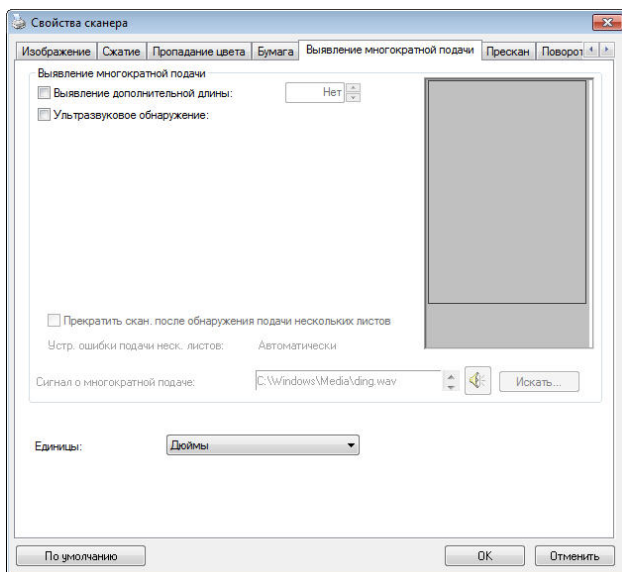 Свойства сканера
Изображение Сжатие Пропадание цвета Бумага Выявление многократной подачи Прескан Поворот
Выявление многократной подачи
Выявление дополнительной длины: Нет
Ультразвуковое обнаружение:
Прекратить скан. после обнаружения подачи нескольких листов
Устр. ошибки подачи неск. листов: Автоматически
Сигнал о многократной подаче: C:\Windows\Media\ding.wav Искать...
Единицы: Дюймы
По умолчанию OK Отменить